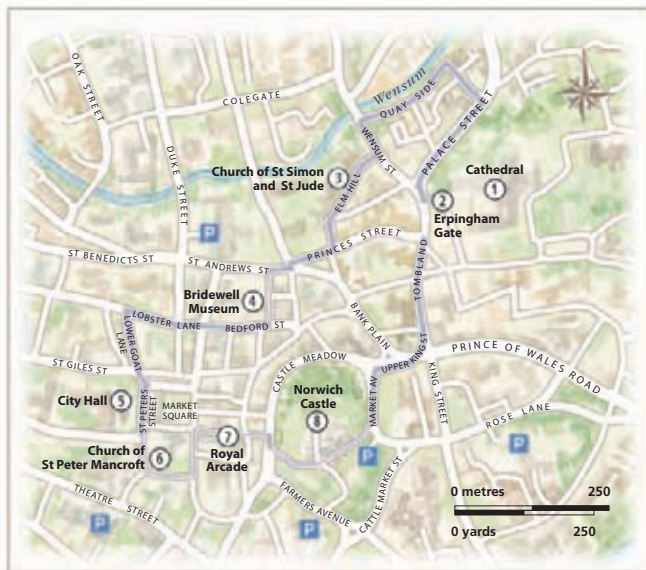 OAK STREET
COLEGATE
Wensum
QUAY SIDE
WENSUM ST
PALACE STREET
DUKE STREET
Church of St Simon
and St Jude
3
ELM HILL
Cathedral
1
2
Erpingham
Gate
P
PRINCES STREET
ST BENEDICTS ST
ST ANDREWS ST
TOMBLAND
Bridewell
Museum
4
LOBSTER LANE
BEDFORD ST
BANK PLAIN
LOWER GOAT
LANE
CASTLE MEADOW
UPPER KING ST
PRINCE OF WALES ROAD
ST GILES ST
KING STREET
MARKET AV
City Hall
5
ST PETERS
STREET
MARKET
SQUARE
Norwich
Castle
8
ROSE LANE
Church of
St Peter Mancroft
6
7
Royal
Arcade
P
P
CATTLE MARKET ST
FARMERS AVENUE
THEATRE STREET
P
P
0 metres 250
0 yards 250